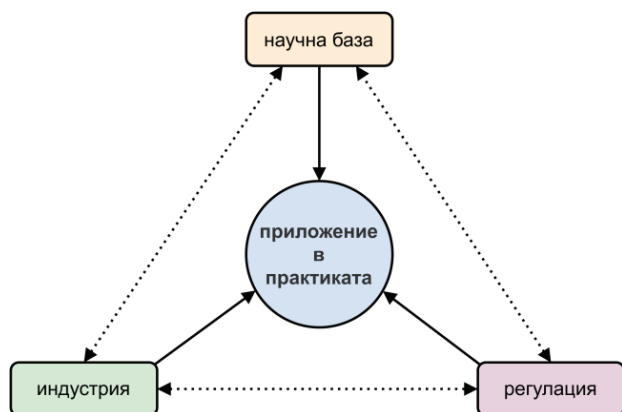 научна база
приложение
в
практиката
индустрия
регулация